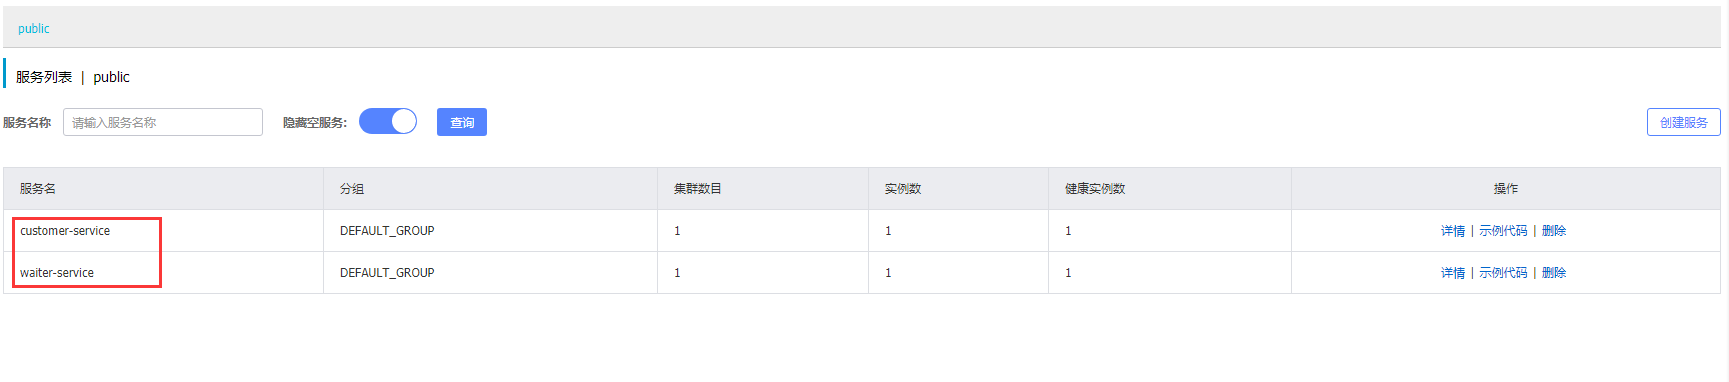 public
服务列表 | public
服务名称 请输入服务名称 隐藏空服务: 查询 创建服务
服务名 分组 集群数目 实例数 健康实例数 操作
customer-service DEFAULT_GROUP 1 1 1 详情 | 示例代码 | 删除
waiter-service DEFAULT_GROUP 1 1 1 详情 | 示例代码 | 删除